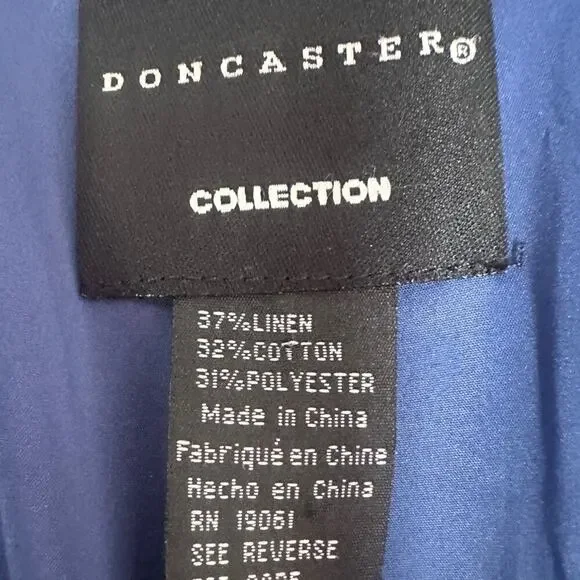 DONCASTER®
COLLECTION
37%LINEN
32%COTTON
31%POLYESTER
Made in China
Fabriqué en Chine
Hecho en China
RN 19061
SEE REVERSE